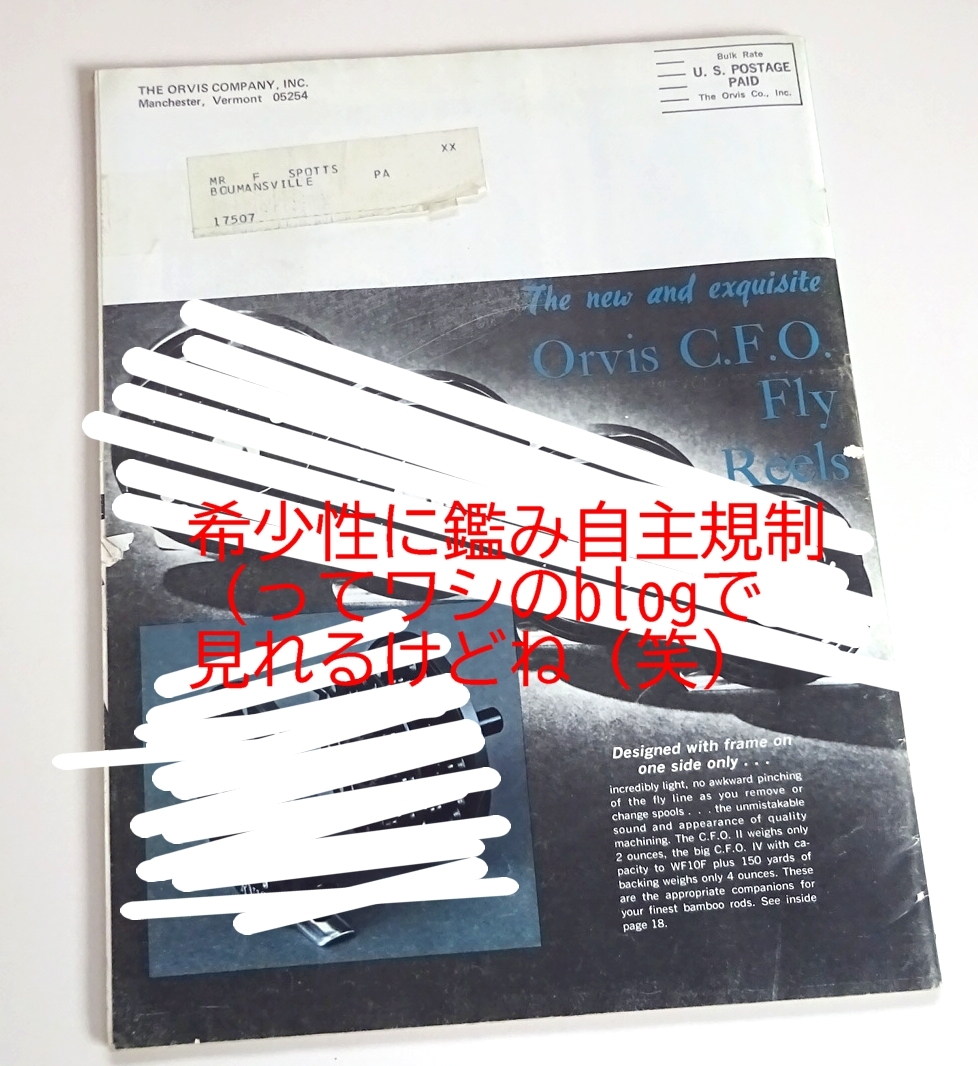 THE ORVIS COMPANY, INC.
Manchester, Vermont 05254
Bulk Rate
U. S. POSTAGE
PAID
The Orvis Co., Inc.
XX
MR F SPOTTS
BOUMANSVILLE PA
17507
The new and exquisite
Orvis C.F.O.
Fly
Reels
希少性に鑑み自主規制
（ってワシのblogで
見れるけどね（笑）
Designed with frame on
one side only . . .
incredibly light, no awkward pinching
of the fly line as you remove or
change spools . . . the unmistakable
sound and appearance of quality
machining. The C.F.O. II weighs only
2 ounces, the big C.F.O. IV with ca-
pacity to WF10F plus 150 yards of
backing weighs only 4 ounces. These
are the appropriate companions for
your finest bamboo rods. See inside
page 18.